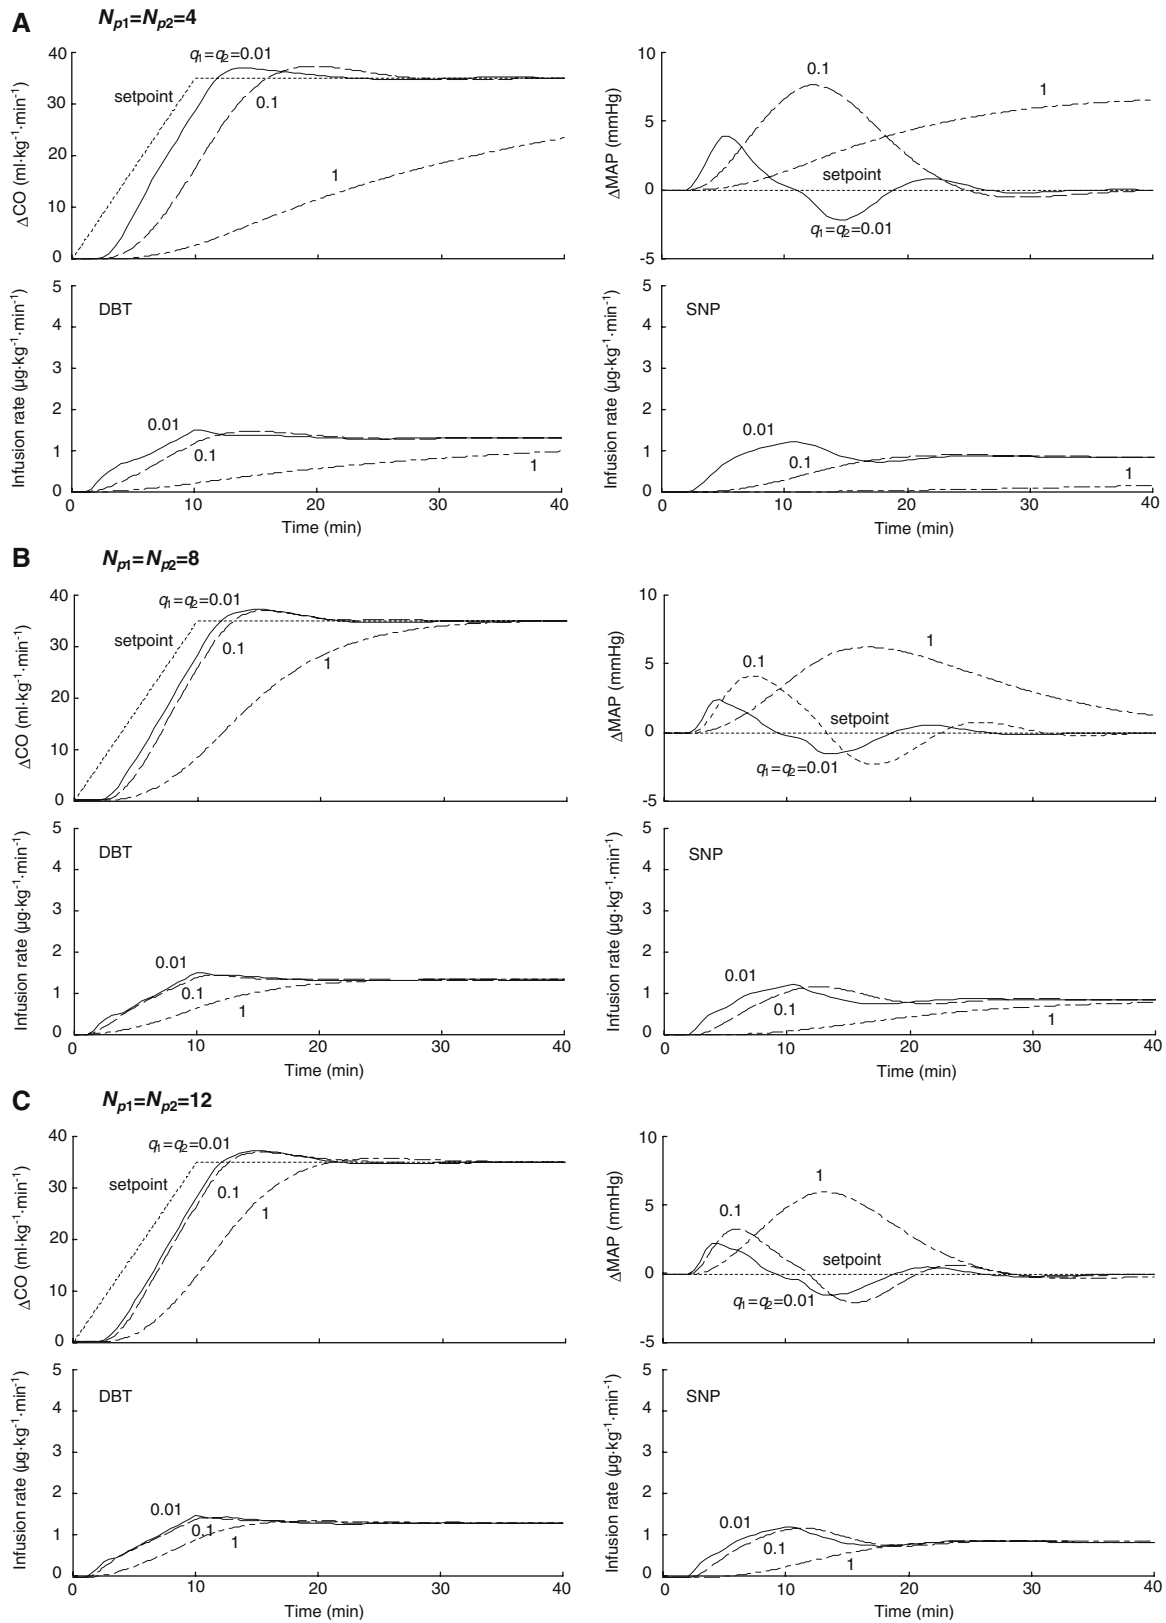 A
Np1=Np2=4
40
30
20
10
0
ΔCO (ml·kg-1·min-1)
q1=q2=0.01
setpoint
0.1
1
10
5
0
-5
ΔMAP (mmHg)
0.1
1
setpoint
q1=q2=0.01
5
4
3
2
1
0
Infusion rate (µg·kg-1·min-1)
DBT
0.01
0.1
1
0 10 20 30 40
Time (min)
5
4
3
2
1
0
Infusion rate (µg·kg-1·min-1)
SNP
0.01
0.1
1
0 10 20 30 40
Time (min)
B
Np1=Np2=8
40
30
20
10
0
ΔCO (ml·kg-1·min-1)
q1=q2=0.01
setpoint
0.1
1
10
5
0
-5
ΔMAP (mmHg)
0.1
1
setpoint
q1=q2=0.01
5
4
3
2
1
0
Infusion rate (µg·kg-1·min-1)
DBT
0.01
0.1
1
0 10 20 30 40
Time (min)
5
4
3
2
1
0
Infusion rate (µg·kg-1·min-1)
SNP
0.01
0.1
1
0 10 20 30 40
Time (min)
C
Np1=Np2=12
40
30
20
10
0
ΔCO (ml·kg-1·min-1)
q1=q2=0.01
setpoint
0.1
1
10
5
0
-5
ΔMAP (mmHg)
1
0.1
setpoint
q1=q2=0.01
5
4
3
2
1
0
Infusion rate (µg·kg-1·min-1)
DBT
0.01
0.1
1
0 10 20 30 40
Time (min)
5
4
3
2
1
0
Infusion rate (µg·kg-1·min-1)
SNP
0.01
0.1
1
0 10 20 30 40
Time (min)